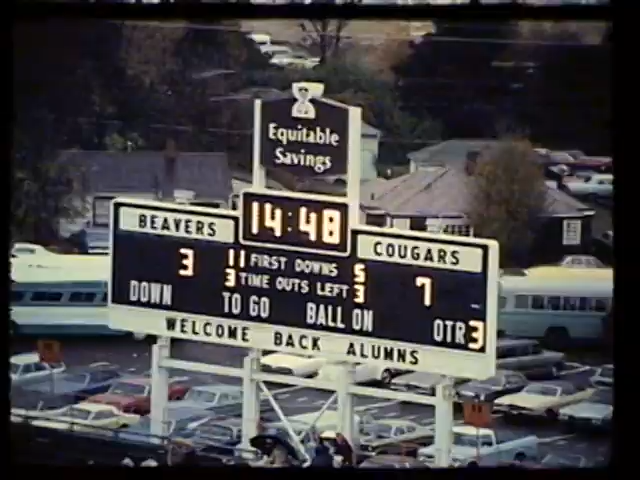 Equitable
Savings
14:48
BEAVERS
COUGARS
3 11 FIRST DOWNS 5 7
3 TIME OUTS LEFT 3
DOWN TO GO BALL ON QTR 3
WELCOME BACK ALUMNS